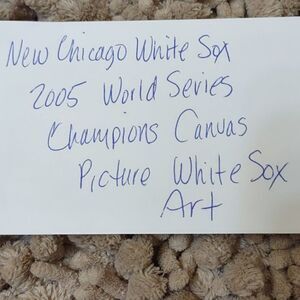 New Chicago White Sox
2005 World Series
Champions Canvas
Picture White Sox
Art